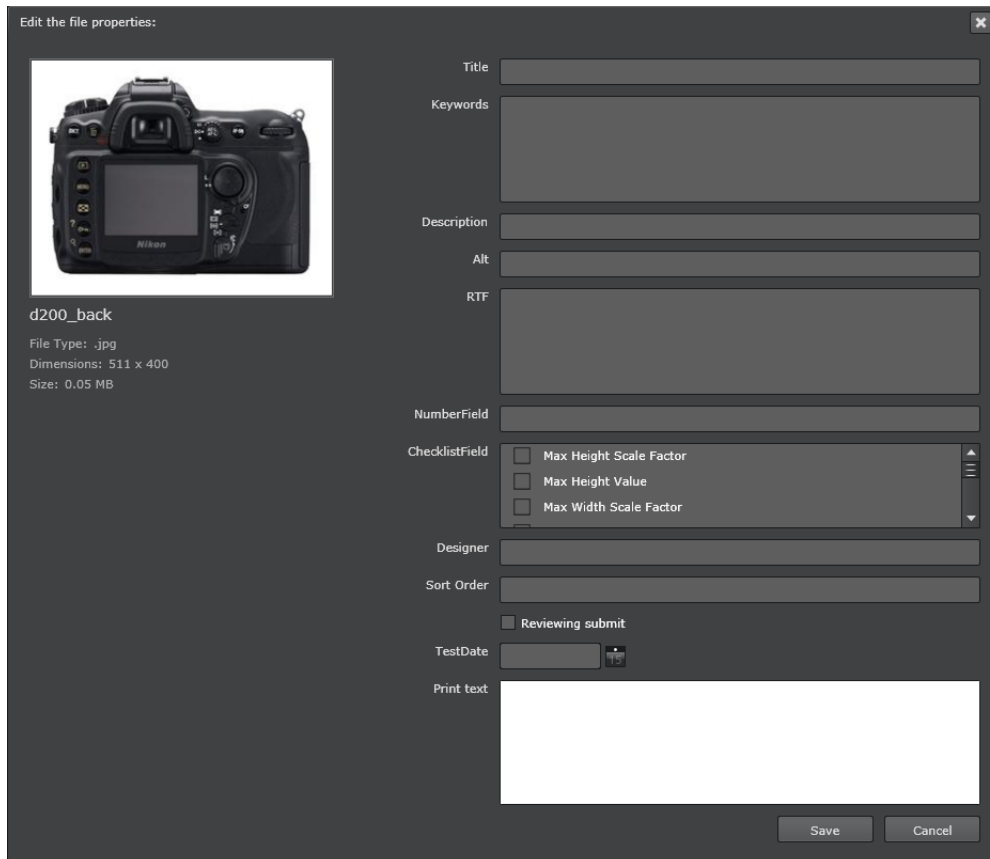 Edit the file properties:
Nikon
d200_back
File Type: .jpg
Dimensions: 511 x 400
Size: 0.05 MB
Title
Keywords
Description
Alt
RTF
NumberField
ChecklistField
Max Height Scale Factor
Max Height Value
Max Width Scale Factor
Designer
Sort Order
Reviewing submit
TestDate
15
Print text
Save
Cancel